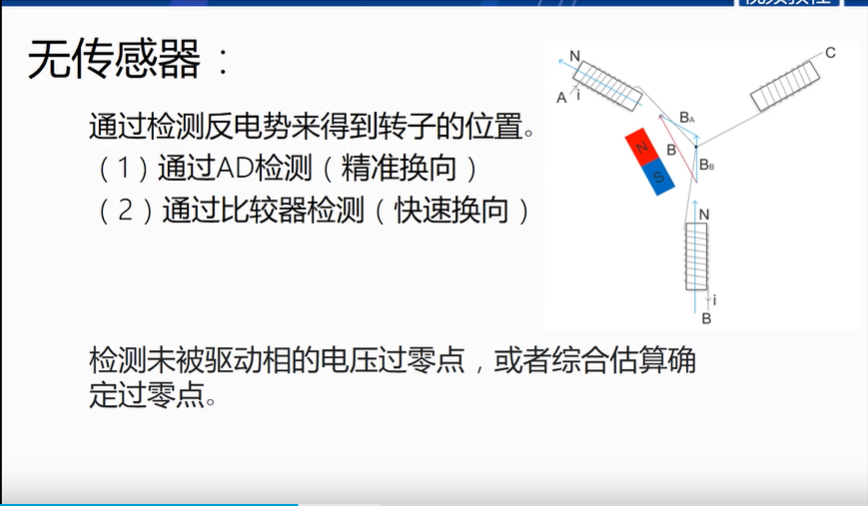 无传感器：
通过检测反电势来得到转子的位置。
（1）通过AD检测（精准换向）
（2）通过比较器检测（快速换向）
检测未被驱动相的电压过零点，或者综合估算确
定过零点。
N
A i
C
BA
N
B
S
BB
N
i
B